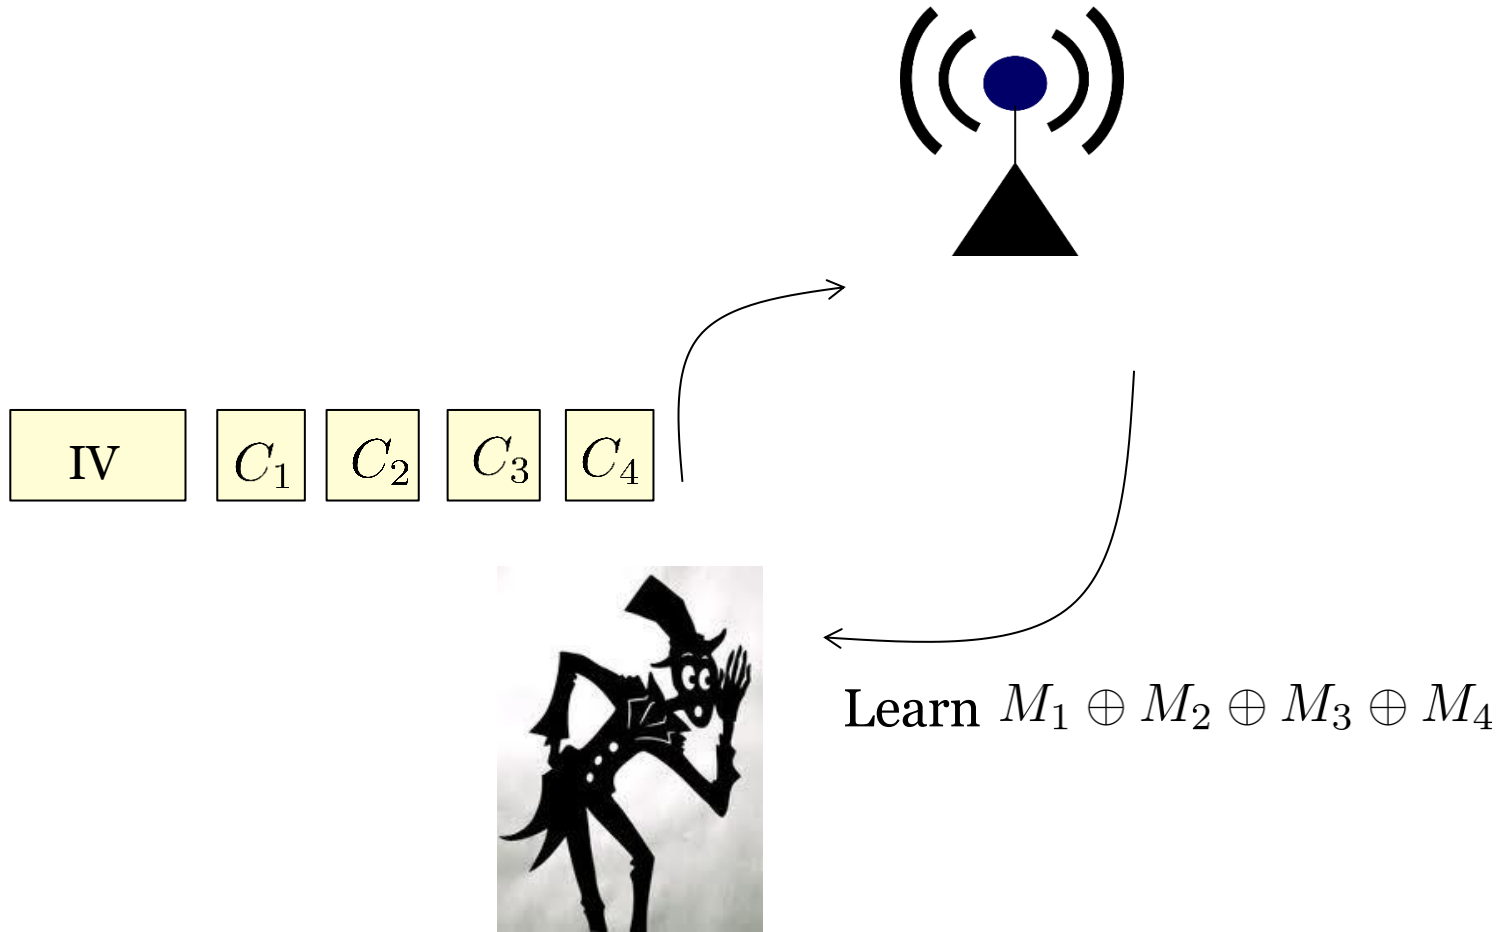 IV C₁ C₂ C₃ C₄
Learn M₁ ⊕ M₂ ⊕ M₃ ⊕ M₄